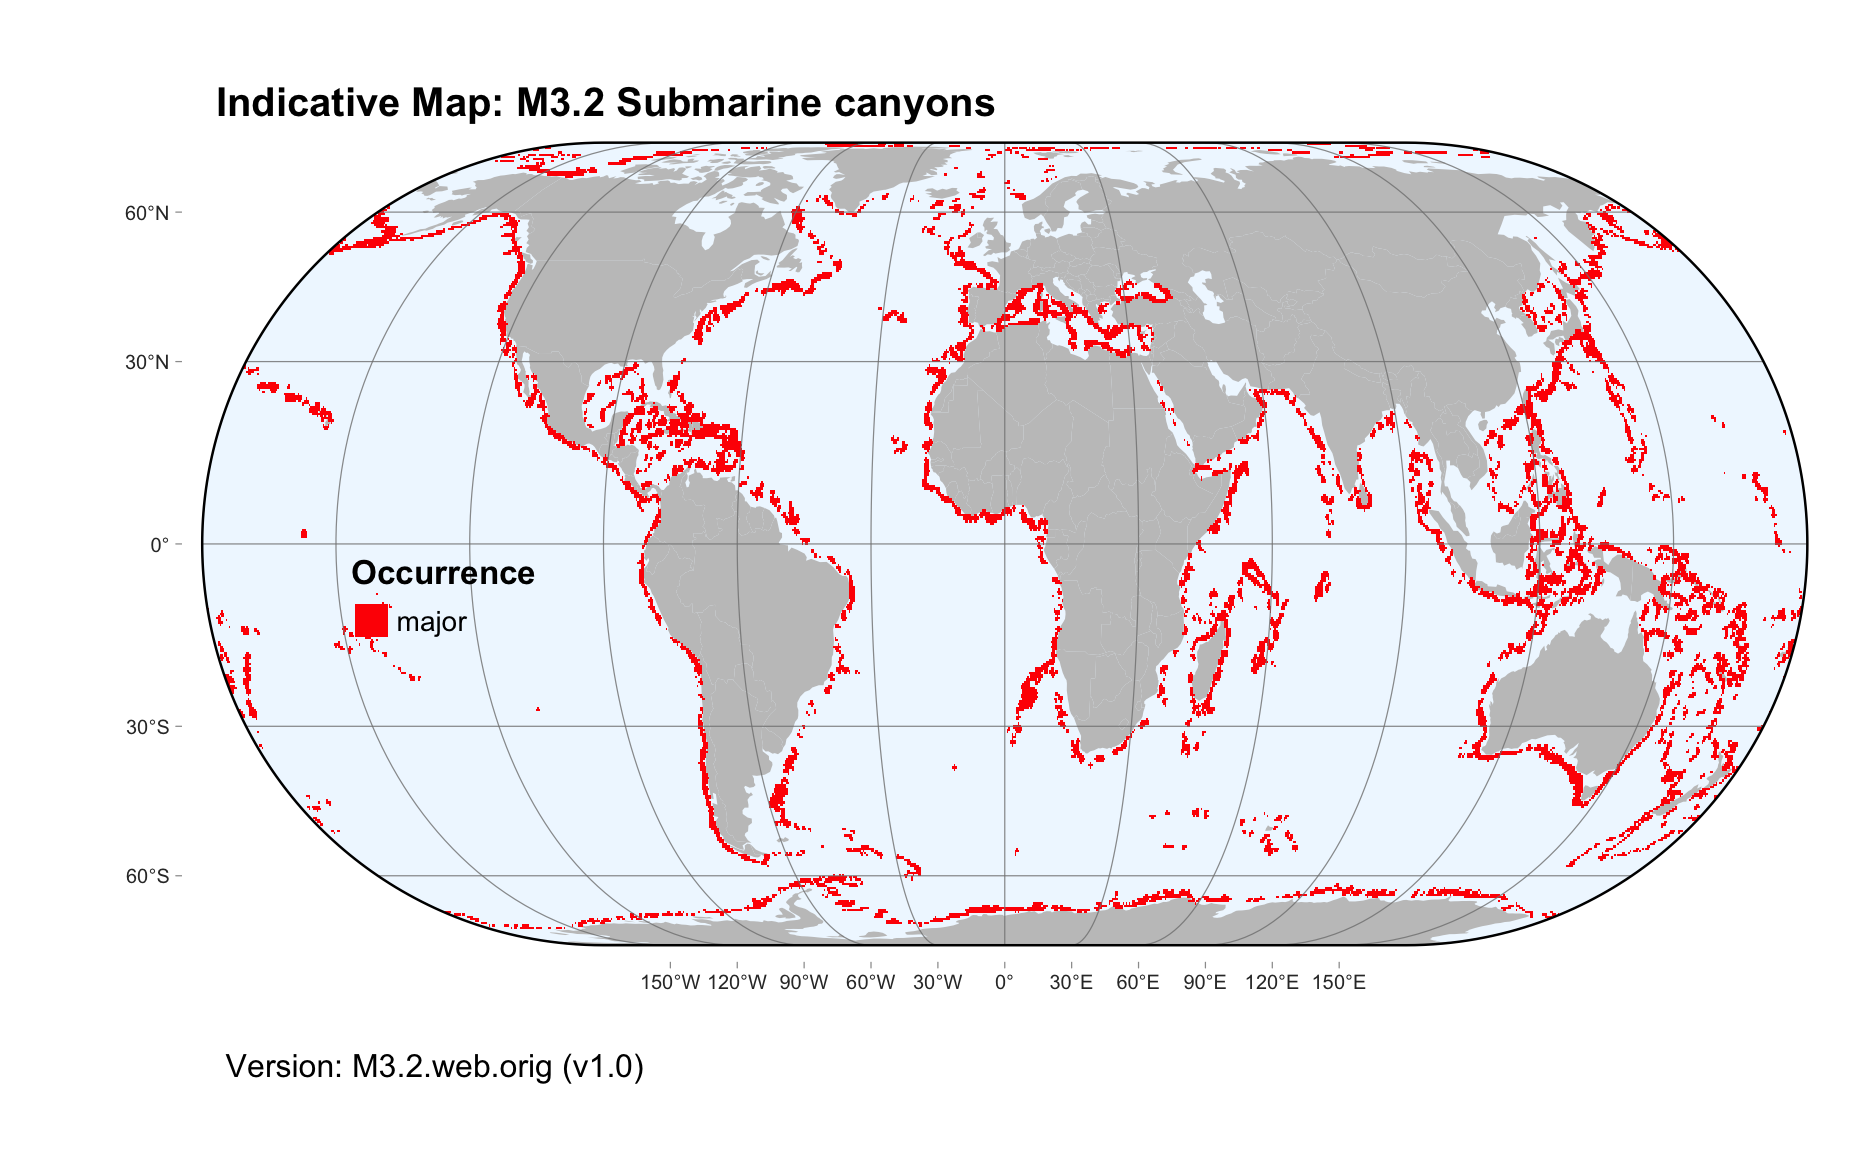 Indicative Map: M3.2 Submarine canyons
60°N
30°N
0°
30°S
60°S
Occurrence
major
150°W 120°W 90°W 60°W 30°W 0° 30°E 60°E 90°E 120°E 150°E
Version: M3.2.web.orig (v1.0)